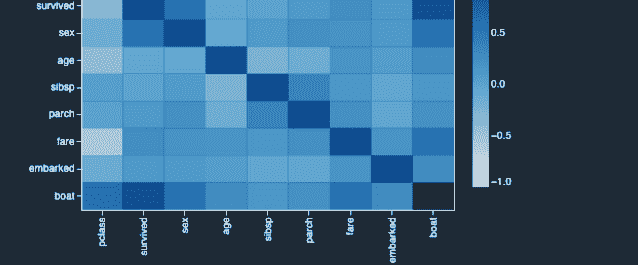 survived
sex
age
sibsp
parch
fare
embarked
boat
pclass
survived
sex
age
sibsp
parch
fare
embarked
boat
0.5
0.0
−0.5
−1.0